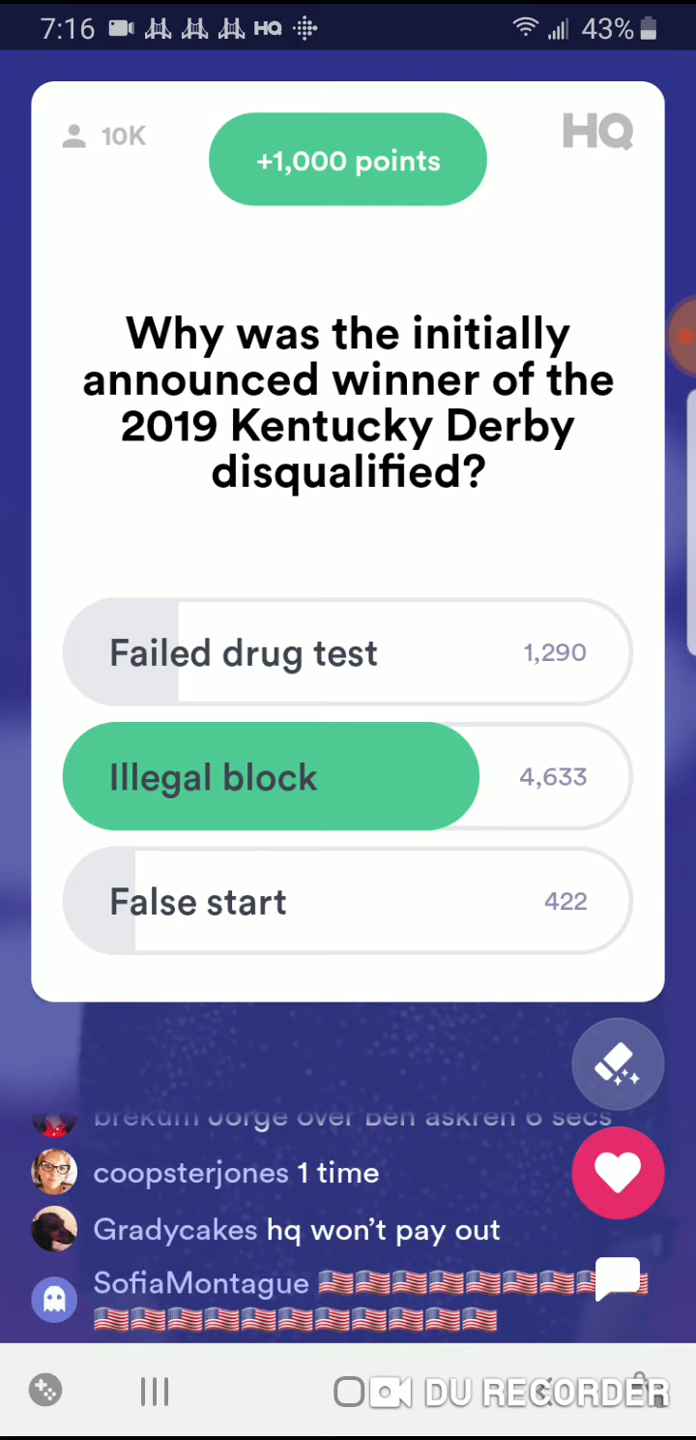 7:16 HQ 43%
10K +1,000 points HQ
Why was the initially
announced winner of the
2019 Kentucky Derby
disqualified?
Failed drug test 1,290
Illegal block 4,633
False start 422
brekum Jorge over Ben askren 6 secs
coopsterjones 1 time
Gradycakes hq won't pay out
SofiaMontague 🇺🇸🇺🇸🇺🇸🇺🇸🇺🇸🇺🇸🇺🇸🇺🇸🇺🇸
🇺🇸🇺🇸🇺🇸🇺🇸🇺🇸🇺🇸🇺🇸🇺🇸🇺🇸🇺🇸🇺🇸
DU RECORDER